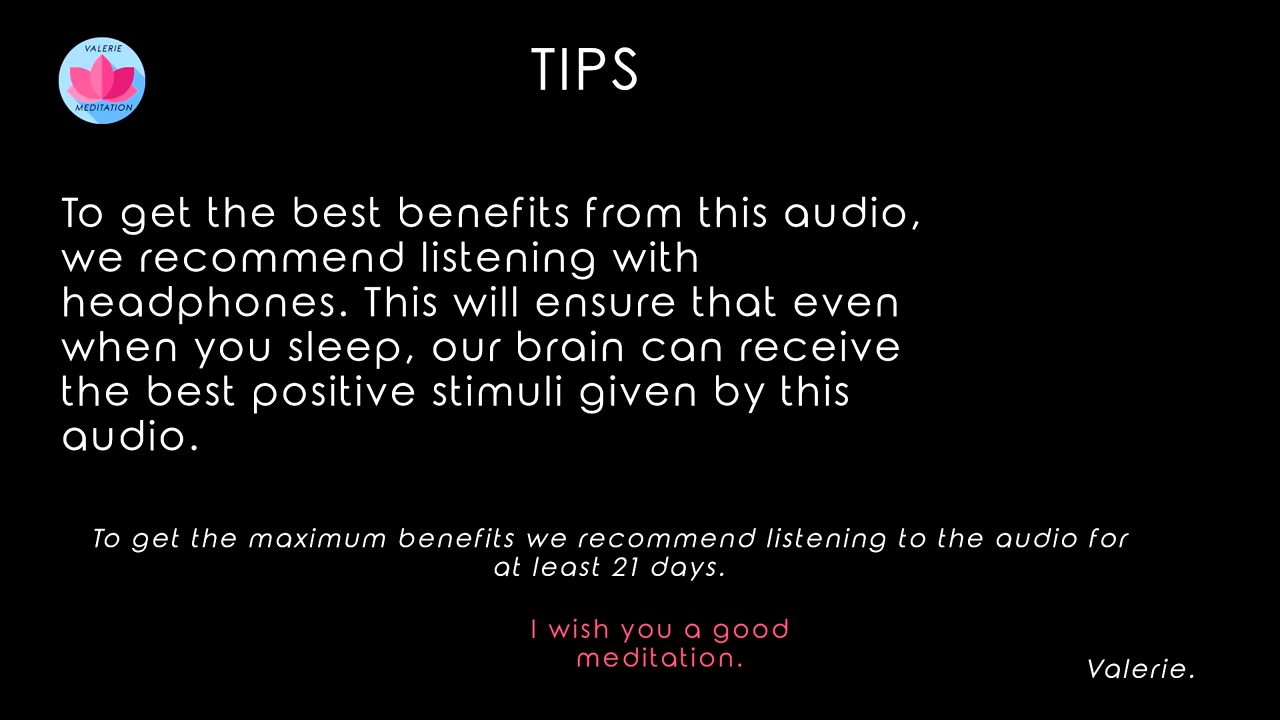 VALERIE
MEDITATION
TIPS
To get the best benefits from this audio,
we recommend listening with
headphones. This will ensure that even
when you sleep, our brain can receive
the best positive stimuli given by this
audio.
To get the maximum benefits we recommend listening to the audio for
at least 21 days.
I wish you a good
meditation.
Valerie.